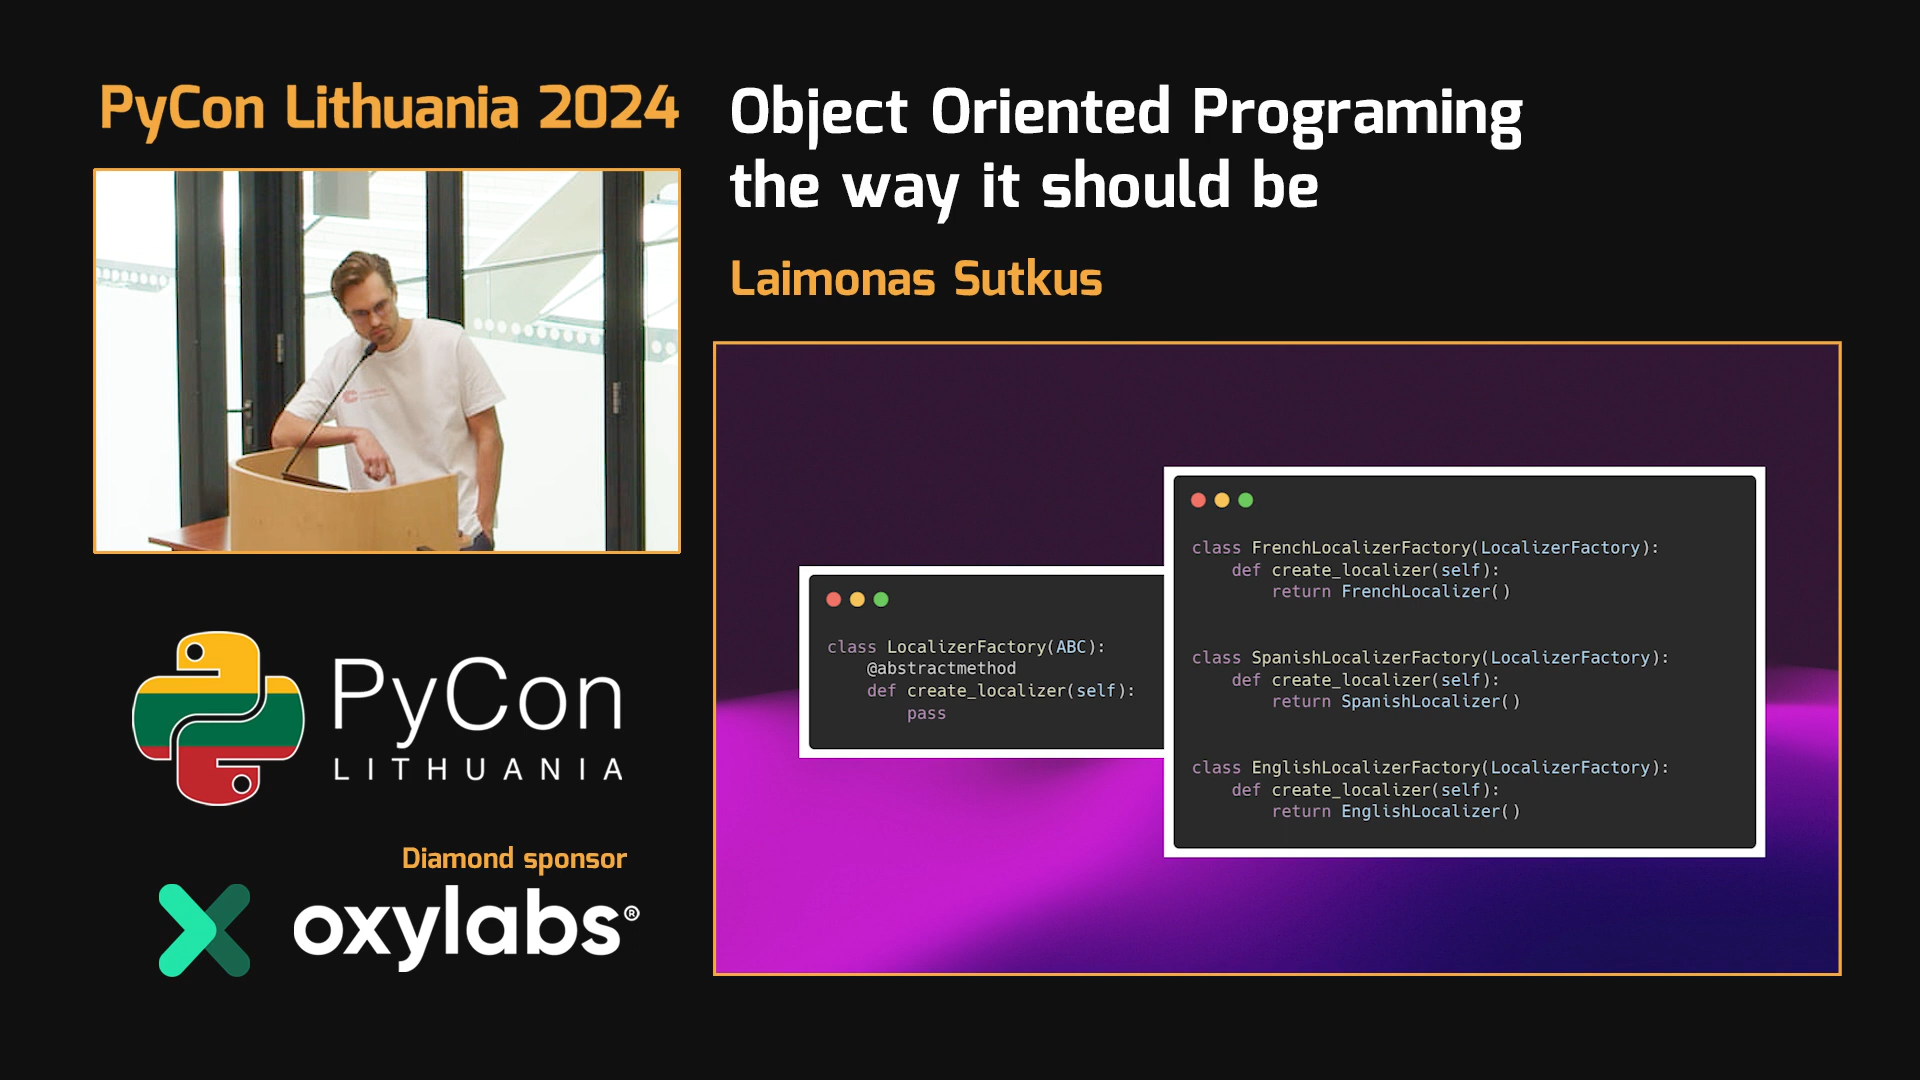 PyCon Lithuania 2024
Object Oriented Programing
the way it should be
Laimonas Sutkus
class LocalizerFactory(ABC):
    @abstractmethod
    def create_localizer(self):
        pass
class FrenchLocalizerFactory(LocalizerFactory):
    def create_localizer(self):
        return FrenchLocalizer()
class SpanishLocalizerFactory(LocalizerFactory):
    def create_localizer(self):
        return SpanishLocalizer()
class EnglishLocalizerFactory(LocalizerFactory):
    def create_localizer(self):
        return EnglishLocalizer()
PyCon
LITHUANIA
Diamond sponsor
oxylabs®